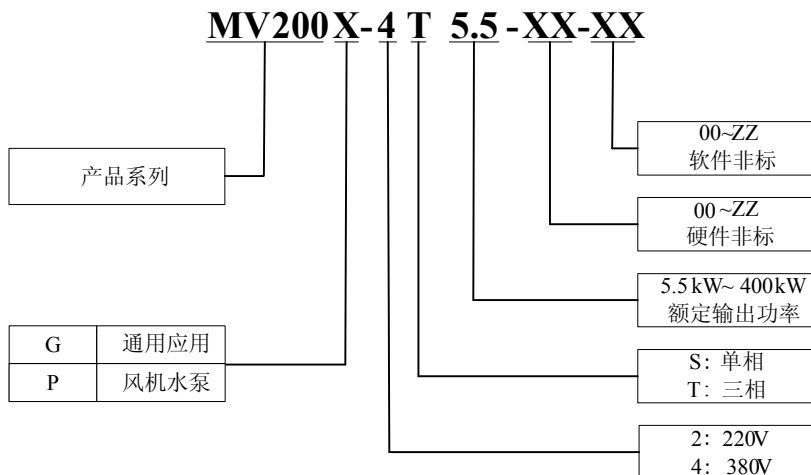 MV200X-4 T 5.5-XX-XX
00~ZZ
软件非标
产品系列
00~ZZ
硬件非标
5.5kW~400kW
额定输出功率
G 通用应用
P 风机水泵
S: 单相
T: 三相
2: 220V
4: 380V